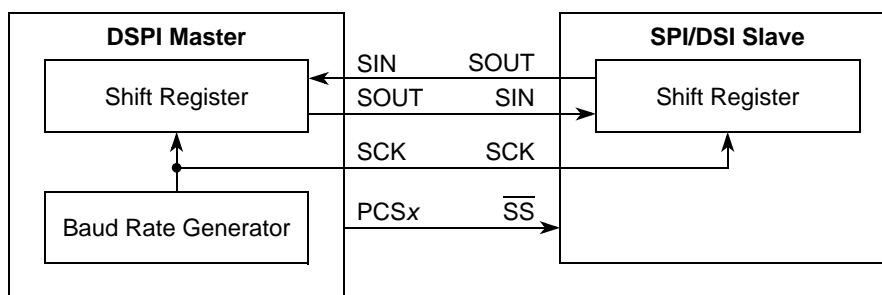 DSPI Master
SPI/DSI Slave
SIN SOUT
Shift Register
Shift Register
SOUT SIN
SCK SCK
Baud Rate Generator
PCSx SS